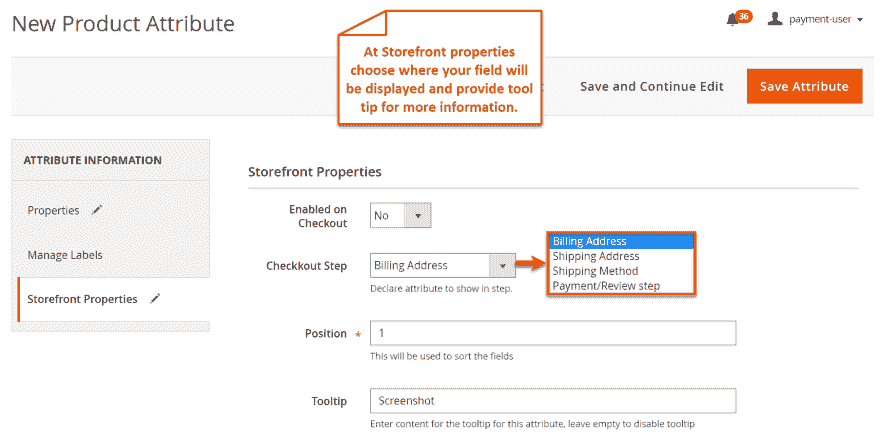 New Product Attribute
36
payment-user
At Storefront properties
choose where your field will
be displayed and provide tool
tip for more information.
Save and Continue Edit
Save Attribute
ATTRIBUTE INFORMATION
Properties
Manage Labels
Storefront Properties
Storefront Properties
Enabled on
Checkout
No
Checkkout Step
Billing Address
Declare attribute to show in step.
Billing Address
Shipping Address
Shipping Method
Payment/Review step
Position *
1
This will be used to sort the fields
Tooltip
Screenshot
Enter content for the tooltip for this attribute, leave empty to disable tooltip